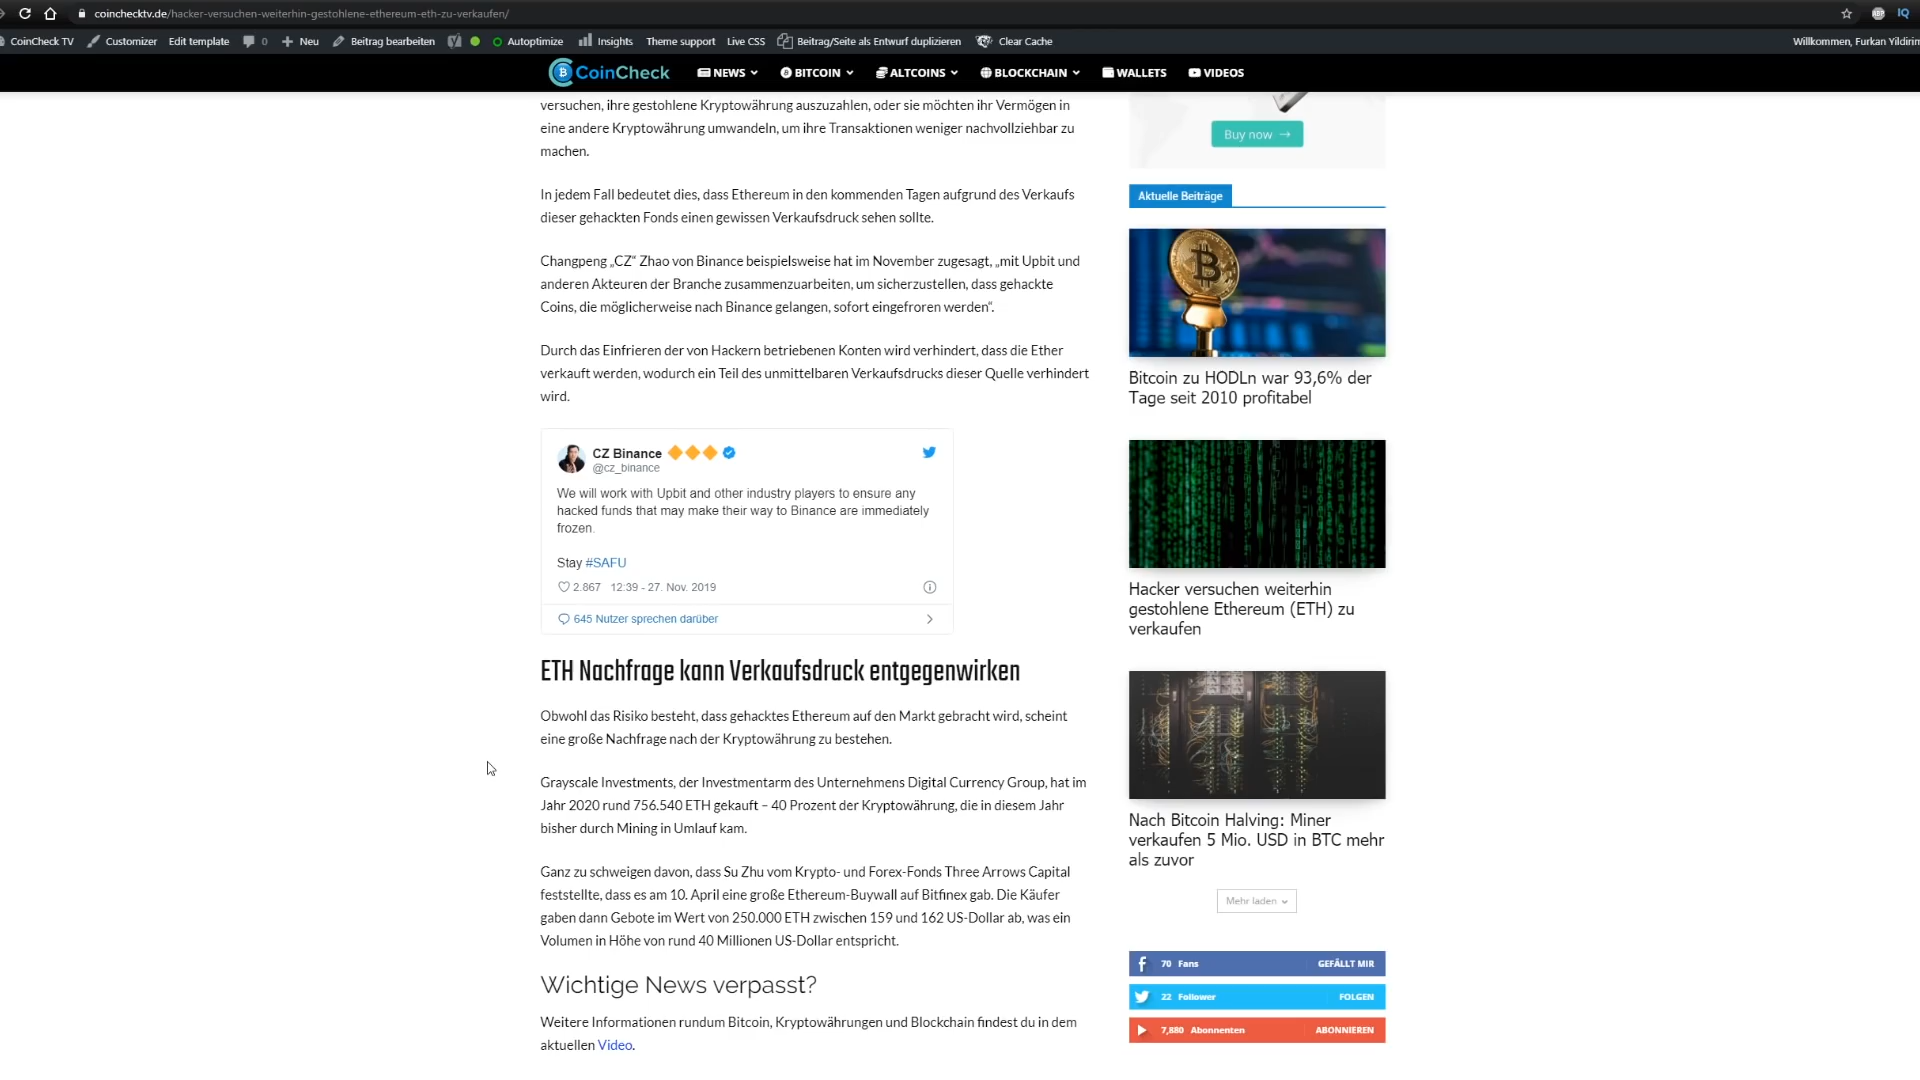 coinchecktv.de/hacker-versuchen-weiterhin-gestohlene-ethereum-eth-zu-verkaufen/
CoinCheck TV Customizer Edit template 0 Neu Beitrag bearbeiten Autoptimize Insights Theme support Live CSS Beitrag/Seite als Entwurf duplizieren Clear Cache Willkommen, Furkan Yildirim
CoinCheck NEWS BITCOIN ALTCOINS BLOCKCHAIN WALLETS VIDEOS
versuchen, ihre gestohlene Kryptowährung auszuzahlen, oder sie möchten ihr Vermögen in
eine andere Kryptowährung umwandeln, um ihre Transaktionen weniger nachvollziehbar zu
machen.
In jedem Fall bedeutet dies, dass Ethereum in den kommenden Tagen aufgrund des Verkaufs
dieser gehackten Fonds einen gewissen Verkaufsdruck sehen sollte.
Changpeng „CZ“ Zhao von Binance beispielsweise hat im November zugesagt, „mit Upbit und
anderen Akteuren der Branche zusammenzuarbeiten, um sicherzustellen, dass gehackte
Coins, die möglicherweise nach Binance gelangen, sofort eingefroren werden“.
Durch das Einfrieren der von Hackern betriebenen Konten wird verhindert, dass die Ether
verkauft werden, wodurch ein Teil des unmittelbaren Verkaufsdrucks dieser Quelle verhindert
wird.
CZ Binance
@cz_binance
We will work with Upbit and other industry players to ensure any
hacked funds that may make their way to Binance are immediately
frozen.
Stay #SAFU
2.867 12:39 - 27. Nov. 2019
645 Nutzer sprechen darüber
ETH Nachfrage kann Verkaufsdruck entgegenwirken
Obwohl das Risiko besteht, dass gehacktes Ethereum auf den Markt gebracht wird, scheint
eine große Nachfrage nach der Kryptowährung zu bestehen.
Grayscale Investments, der Investmentarm des Unternehmens Digital Currency Group, hat im
Jahr 2020 rund 756.540 ETH gekauft – 40 Prozent der Kryptowährung, die in diesem Jahr
bisher durch Mining in Umlauf kam.
Ganz zu schweigen davon, dass Su Zhu vom Krypto- und Forex-Fonds Three Arrows Capital
feststellte, dass es am 10. April eine große Ethereum-Buywall auf Bitfinex gab. Die Käufer
gaben dann Gebote im Wert von 250.000 ETH zwischen 159 und 162 US-Dollar ab, was ein
Volumen in Höhe von rund 40 Millionen US-Dollar entspricht.
Wichtige News verpasst?
Weitere Informationen rundum Bitcoin, Kryptowährungen und Blockchain findest du in dem
aktuellen Video.
Buy now →
Aktuelle Beiträge
Bitcoin zu HODLn war 93,6% der
Tage seit 2010 profitabel
Hacker versuchen weiterhin
gestohlene Ethereum (ETH) zu
verkaufen
Nach Bitcoin Halving: Miner
verkaufen 5 Mio. USD in BTC mehr
als zuvor
Mehr laden
70 Fans GEFÄLLT MIR
22 Follower FOLGEN
7,880 Abonnenten ABONNIEREN